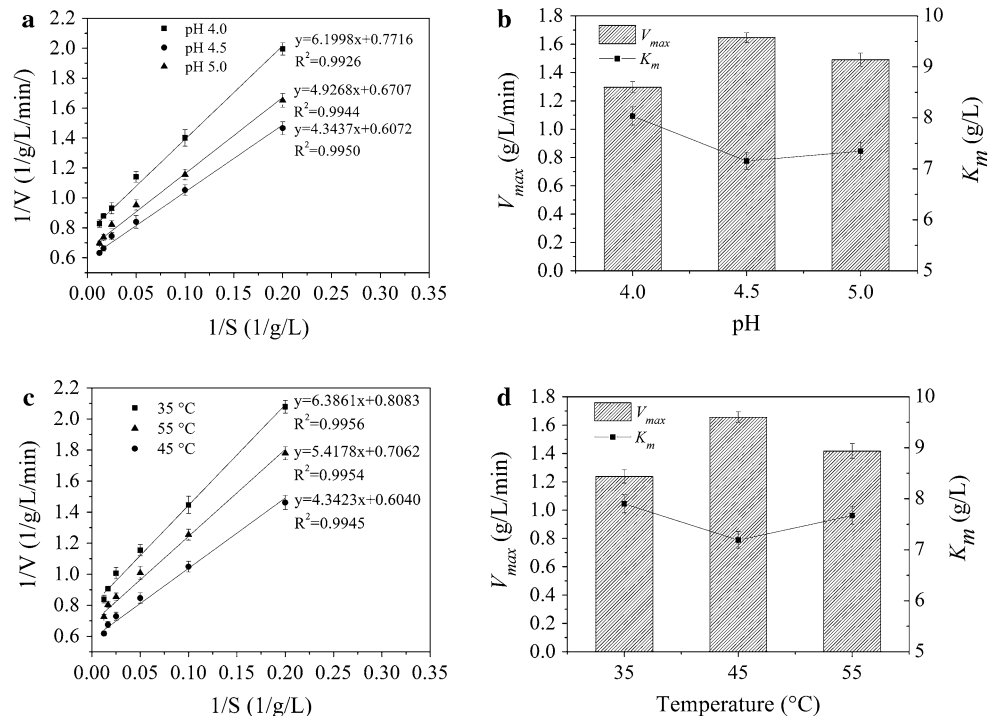 a
2.2
2.0
1.8
1.6
1.4
1.2
1.0
0.8
0.6
1/V (1/g/L/min/)
pH 4.0
pH 4.5
pH 5.0
y=6.1998x+0.7716
R²=0.9926
y=4.9268x+0.6707
R²=0.9944
y=4.3437x+0.6072
R²=0.9950
0.00 0.05 0.10 0.15 0.20 0.25 0.30 0.35
1/S (1/g/L)
b
1.8
1.6
1.4
1.2
1.0
0.8
0.6
0.4
0.2
0.0
Vmax (g/L/min)
Vmax
Km
10
9
8
7
6
5
Km (g/L)
4.0 4.5 5.0
pH
c
2.2
2.0
1.8
1.6
1.4
1.2
1.0
0.8
0.6
1/V (1/g/L/min)
35 °C
55 °C
45 °C
y=6.3861x+0.8083
R²=0.9956
y=5.4178x+0.7062
R²=0.9954
y=4.3423x+0.6040
R²=0.9945
0.00 0.05 0.10 0.15 0.20 0.25 0.30 0.35
1/S (1/g/L)
d
1.8
1.6
1.4
1.2
1.0
0.8
0.6
0.4
0.2
0.0
Vmax (g/L/min)
Vmax
Km
10
9
8
7
6
5
Km (g/L)
35 45 55
Temperature (°C)